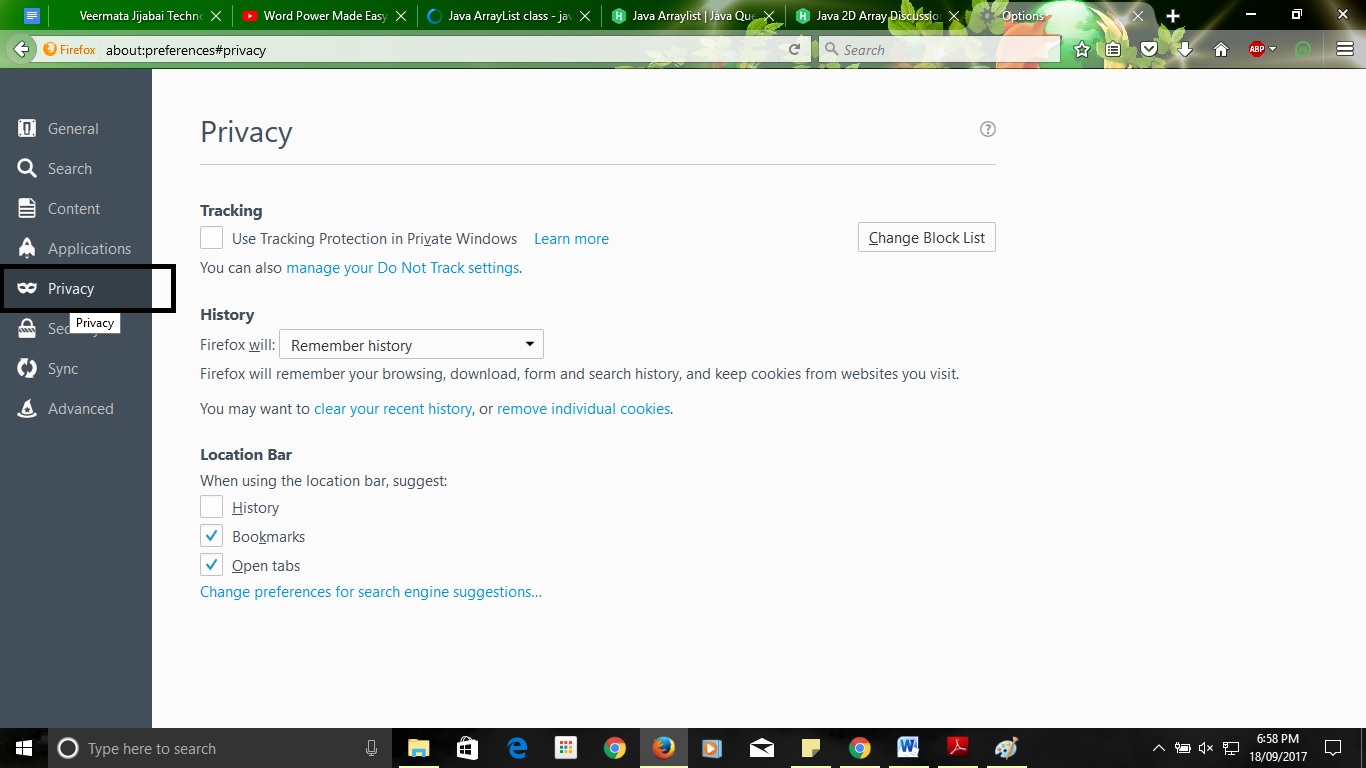 Veermata Jijabai Techno
Word Power Made Easy
Java ArrayList class - jav
Java Arraylist | Java Que
Java 2D Array Discussio
Options
Firefox about:preferences#privacy
Search
ABP
General
Search
Content
Applications
Privacy
Privacy
Sync
Advanced
Privacy
?
Tracking
Use Tracking Protection in Private Windows Learn more
Change Block List
You can also manage your Do Not Track settings.
History
Firefox will: Remember history
Firefox will remember your browsing, download, form and search history, and keep cookies from websites you visit.
You may want to clear your recent history, or remove individual cookies.
Location Bar
When using the location bar, suggest:
History
Bookmarks
Open tabs
Change preferences for search engine suggestions...
Type here to search
6:58 PM
18/09/2017